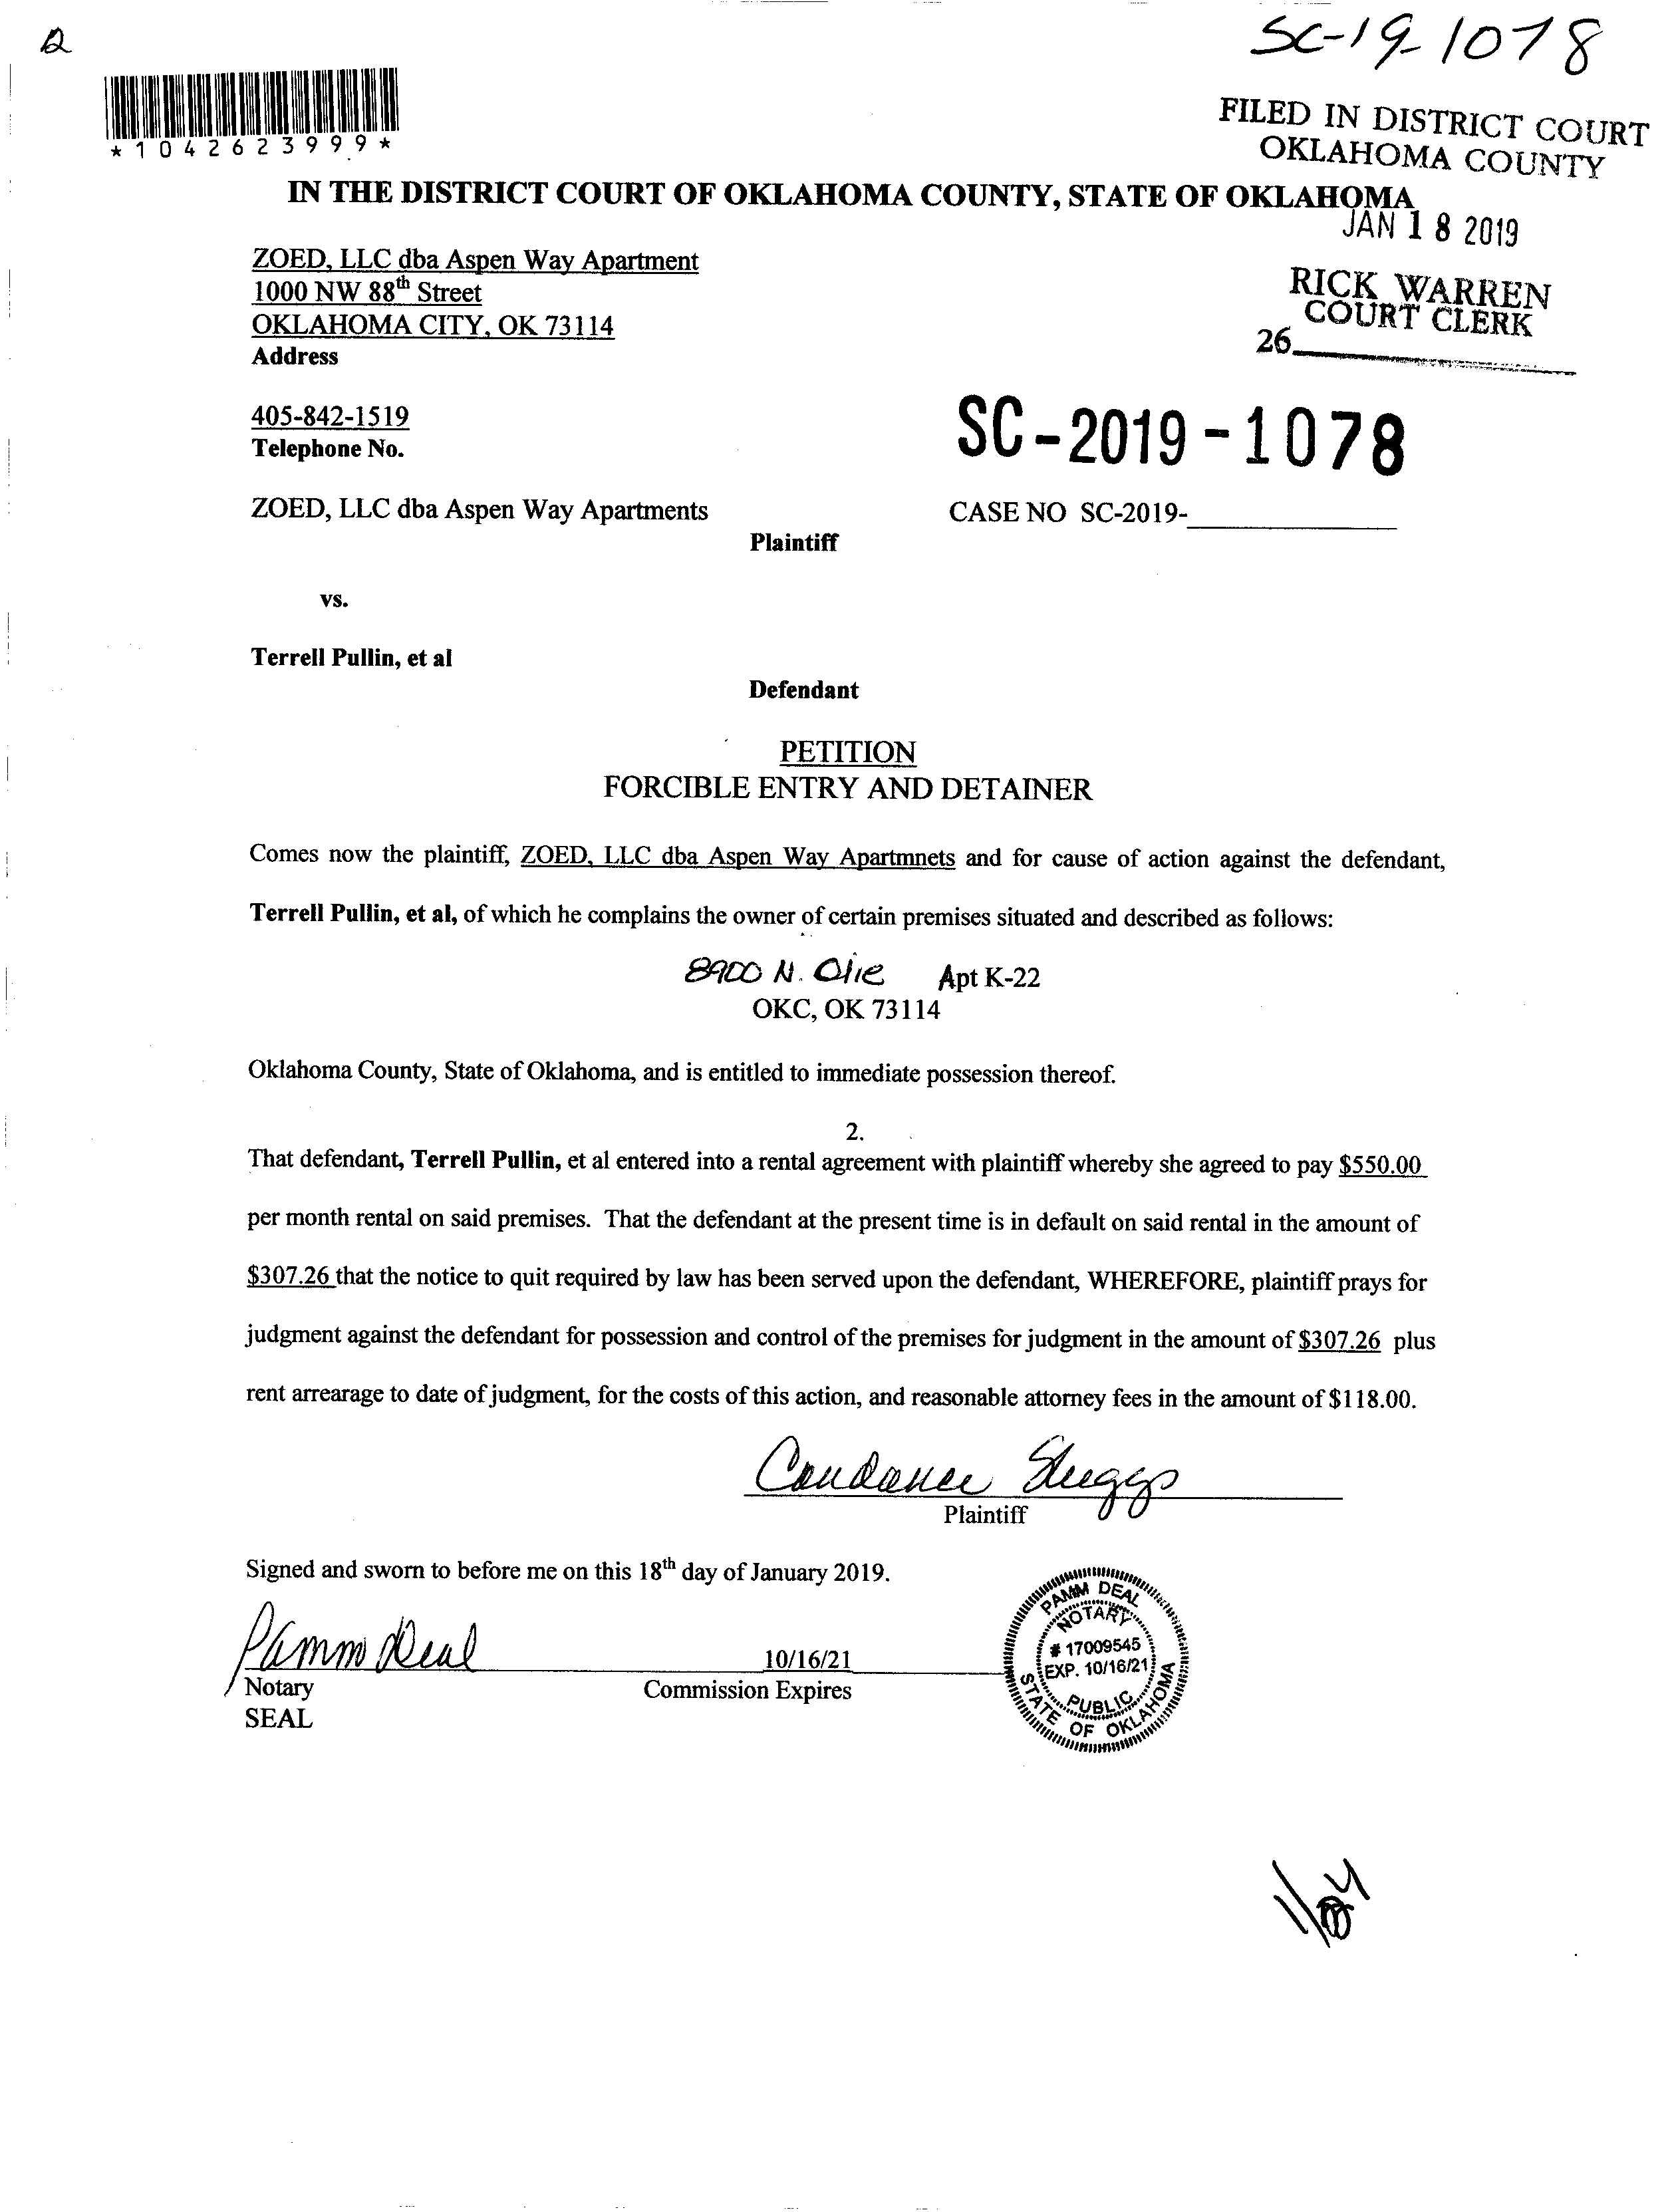 SC-19-1078
*1042623999*
FILED IN DISTRICT COURT
OKLAHOMA COUNTY
IN THE DISTRICT COURT OF OKLAHOMA COUNTY, STATE OF OKLAHOMA
JAN 18 2019
ZOED, LLC dba Aspen Way Apartment
1000 NW 88th Street
OKLAHOMA CITY, OK 73114
Address
RICK WARREN
COURT CLERK
26
405-842-1519
Telephone No.
SC-2019-1078
ZOED, LLC dba Aspen Way Apartments
CASE NO SC-2019-
Plaintiff
vs.
Terrell Pullin, et al
Defendant
PETITION
FORCIBLE ENTRY AND DETAINER
Comes now the plaintiff, ZOED, LLC dba Aspen Way Apartmnets and for cause of action against the defendant,
Terrell Pullin, et al, of which he complains the owner of certain premises situated and described as follows:
8900 N. Olie Apt K-22
OKC, OK 73114
Oklahoma County, State of Oklahoma, and is entitled to immediate possession thereof.
2.
That defendant, Terrell Pullin, et al entered into a rental agreement with plaintiff whereby she agreed to pay $550.00
per month rental on said premises. That the defendant at the present time is in default on said rental in the amount of
$307.26 that the notice to quit required by law has been served upon the defendant, WHEREFORE, plaintiff prays for
judgment against the defendant for possession and control of the premises for judgment in the amount of $307.26 plus
rent arrearage to date of judgment, for the costs of this action, and reasonable attorney fees in the amount of $118.00.
Candance Sluggs
Plaintiff
Signed and sworn to before me on this 18th day of January 2019.
Pamm Deal
10/16/21
Notary
Commission Expires
SEAL
PAMM DEAL
NOTARY
# 17009545
EXP. 10/16/21
PUBLIC
STATE OF OKLAHOMA